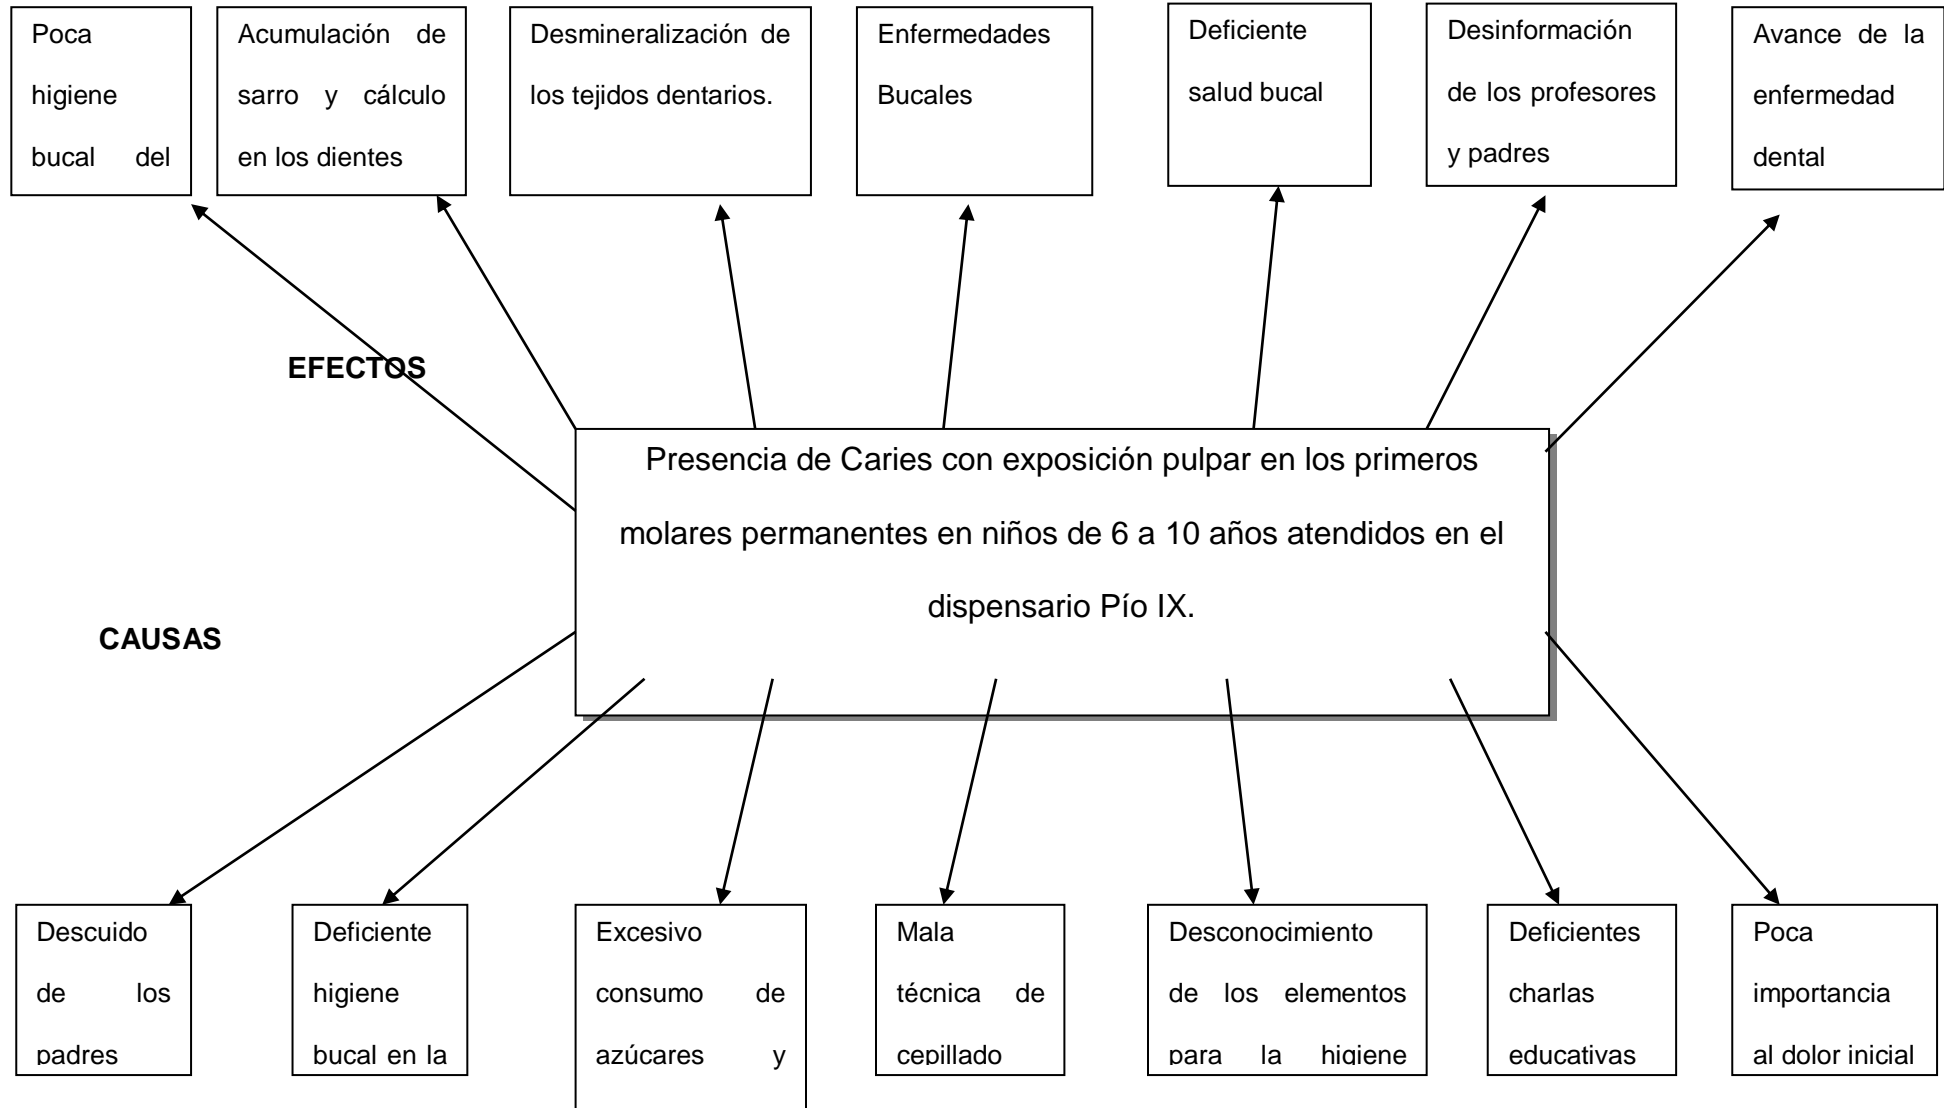 Poca
higiene
bucal del
Acumulación de
sarro y cálculo
en los dientes
Desmineralización de
los tejidos dentarios.
Enfermedades
Bucales
Deficiente
salud bucal
Desinformación
de los profesores
y padres
Avance de la
enfermedad
dental
EFECTOS
Presencia de Caries con exposición pulpar en los primeros
molares permanentes en niños de 6 a 10 años atendidos en el
dispensario Pío IX.
CAUSAS
Descuido
de los
padres
Deficiente
higiene
bucal en la
Excesivo
consumo de
azúcares y
Mala
técnica de
cepillado
Desconocimiento
de los elementos
para la higiene
Deficientes
charlas
educativas
Poca
importancia
al dolor inicial